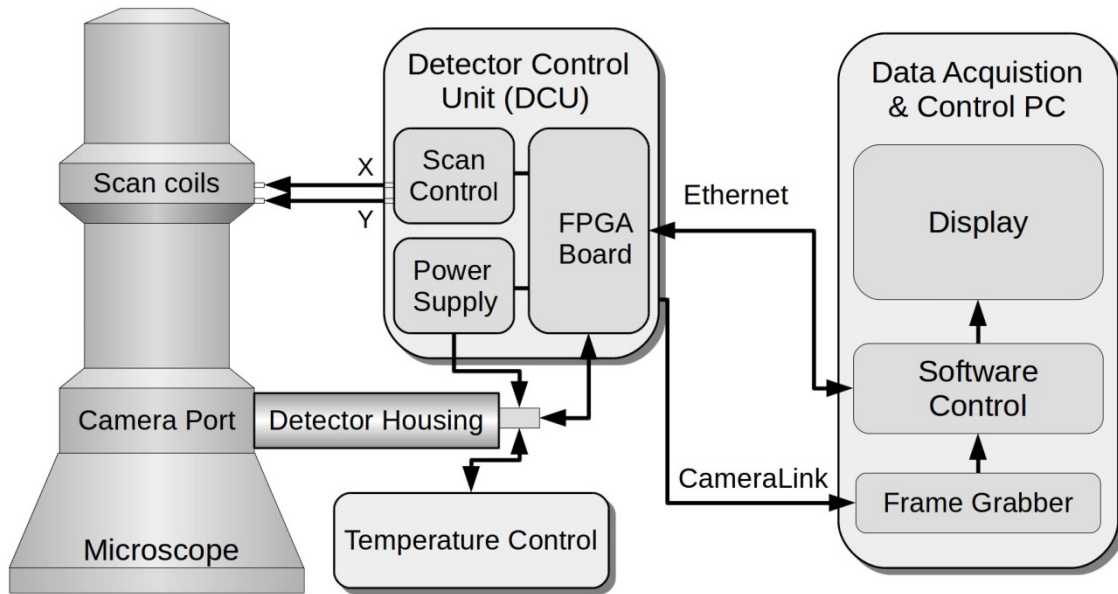 Scan coils
Camera Port
Microscope
Detector Housing
X
Y
Detector Control
Unit (DCU)
Scan
Control
Power
Supply
FPGA
Board
Temperature Control
Ethernet
CameraLink
Data Acquistion
& Control PC
Display
Software
Control
Frame Grabber